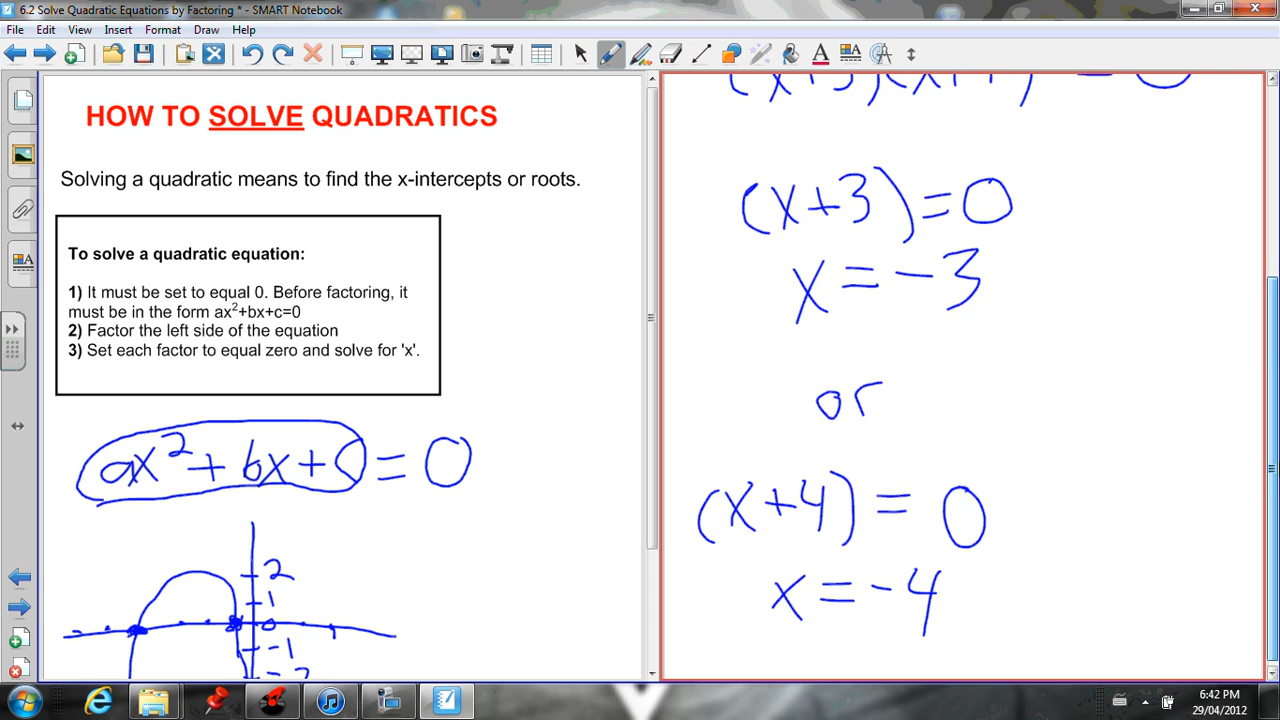 6.2 Solve Quadratic Equations by Factoring * - SMART Notebook
File Edit View Insert Format Draw Help
HOW TO SOLVE QUADRATICS
Solving a quadratic means to find the x-intercepts or roots.
To solve a quadratic equation:
1) It must be set to equal 0. Before factoring, it
must be in the form ax²+bx+c=0
2) Factor the left side of the equation
3) Set each factor to equal zero and solve for 'x'.
ax² + bx + c = 0
2
1
0
-1
(x+3)=0
x = -3
or
(x+4) = 0
x = -4
6:42 PM
29/04/2012